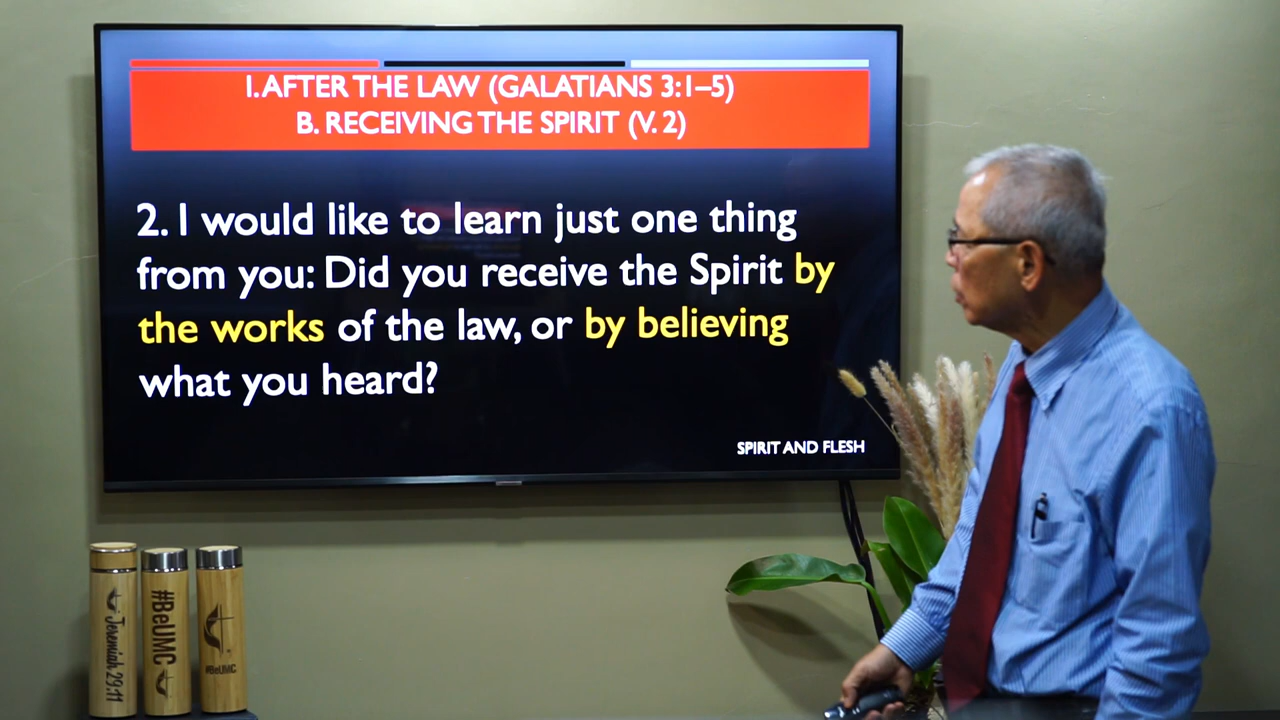 I. AFTER THE LAW (GALATIANS 3:1–5)
B. RECEIVING THE SPIRIT (V. 2)
2. I would like to learn just one thing
from you: Did you receive the Spirit by
the works of the law, or by believing
what you heard?
SPIRIT AND FLESH
Jeremiah 29:11
#BeUMC
#BeUMC